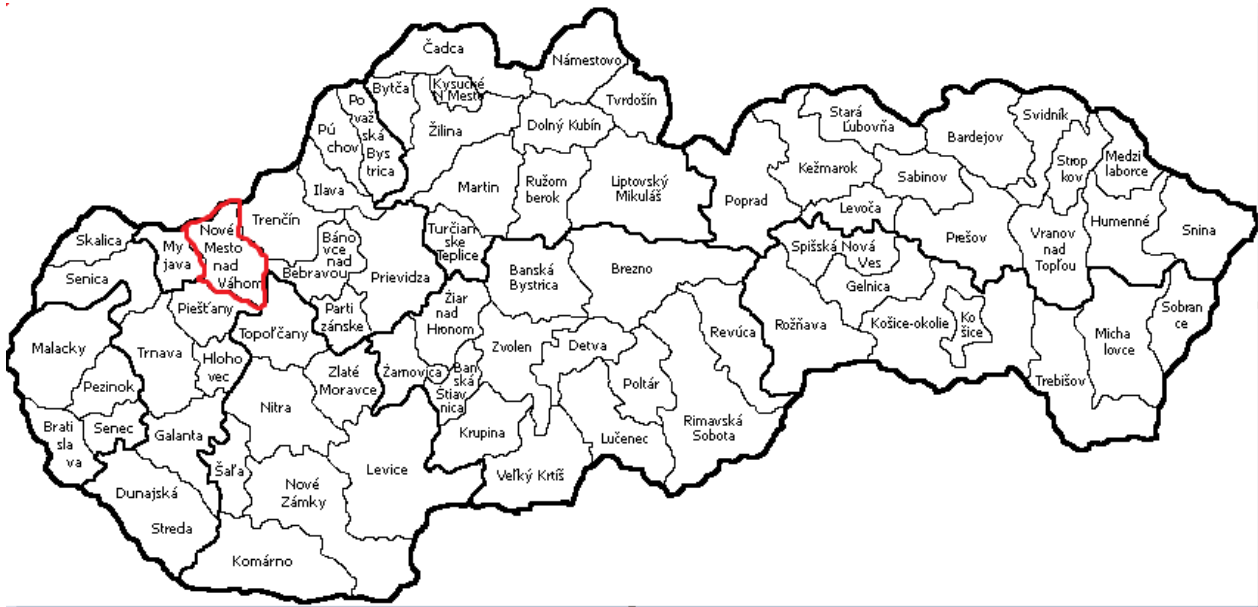 Čadca
Námestovo
Bytča
Kysucké
N Mesto
Tvrdošín
Po
važ
ská
Bys
trica
Pú
chov
Žilina
Dolný Kubín
Stará
Ľubovňa
Svidník
Bardejov
Medzi
laborce
Strop
kov
Kežmarok
Sabinov
Ilava
Martin
Ružom
berok
Liptovský
Mikuláš
Poprad
Levoča
Humenné
Snina
Trenčín
Nové
Mesto
nad
Váhom
Skalica
My
java
Senica
Báno
vce
nad
Bebravou
Turčian
ske
Teplice
Prievidza
Banská
Bystrica
Brezno
Spišská Nová
Ves
Gelnica
Prešov
Vranov
nad
Topľou
Piešťany
Parti
zánske
Žiar
nad
Hronom
Topoľčany
Malacky
Trnava
Hloho
vec
Zlaté
Moravce
Žarnovica
Ban
ská
Štiav
nica
Zvolen
Detva
Revúca
Rožňava
Košice-okolie
Ko
šice
Micha
lovce
Sobran
ce
Trebišov
Pezinok
Poltár
Nitra
Rimavská
Sobota
Brati
sla
va
Senec
Galanta
Krupina
Lučenec
Šaľa
Levice
Veľký Krtíš
Dunajská
Streda
Nové
Zámky
Komárno